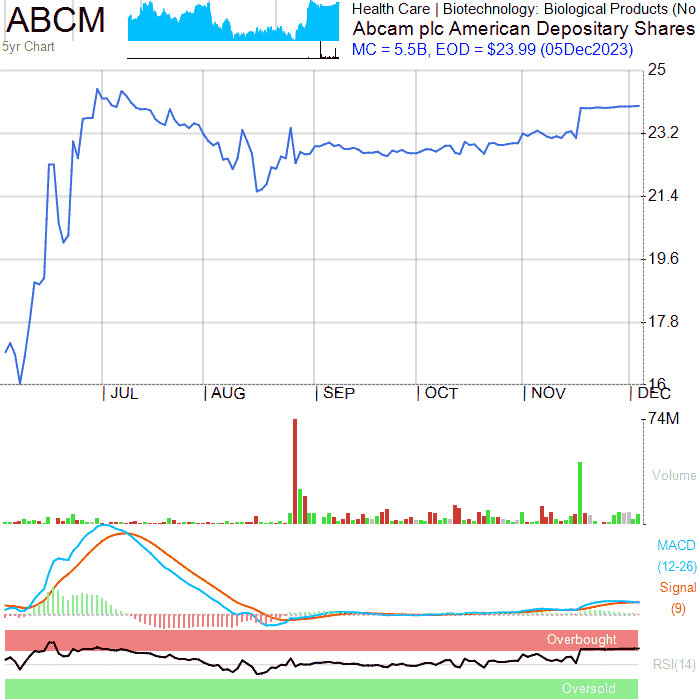 ABCM
5yr Chart
Health Care | Biotechnology: Biological Products (No
Abcam plc American Depositary Shares
MC = 5.5B, EOD = $23.99 (05Dec2023)
25
23.2
21.4
19.6
17.8
16
| JUL | AUG | SEP | OCT | NOV | DEC
74M
Volume
MACD
(12-26)
Signal
(9)
Overbought
RSI(14)
Oversold